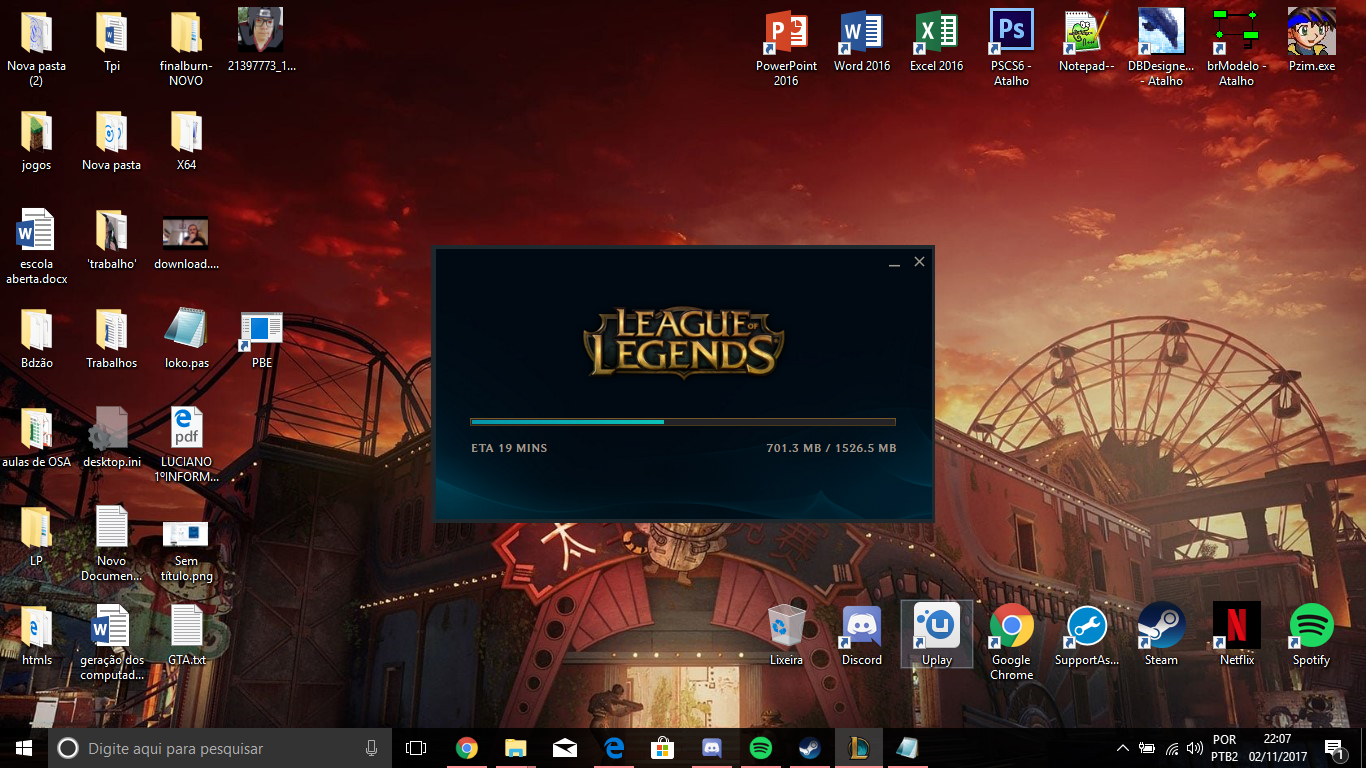 Nova pasta
(2)
Tpi
finalburn-
NOVO
21397773_1...
PowerPoint
2016
Word 2016
Excel 2016
Ps
PSCS6 -
Atalho
Notepad--
DBDesigne...
- Atalho
brModelo -
Atalho
Pzim.exe
jogos
Nova pasta
X64
escola
aberta.docx
'trabalho'
download....
LEAGUE OF
LEGENDS
Bdzão
Trabalhos
loko.pas
PBE
ETA 19 MINS
701.3 MB / 1526.5 MB
pdf
aulas de OSA
desktop.ini
LUCIANO
1ºINFORM...
LP
Novo
Documen...
Sem
título.png
htmls
geração dos
computad...
GTA.txt
Lixeira
Discord
Uplay
Google
Chrome
SupportAs...
Steam
Netflix
Spotify
Digite aqui para pesquisar
POR
PTB2
22:07
02/11/2017
1